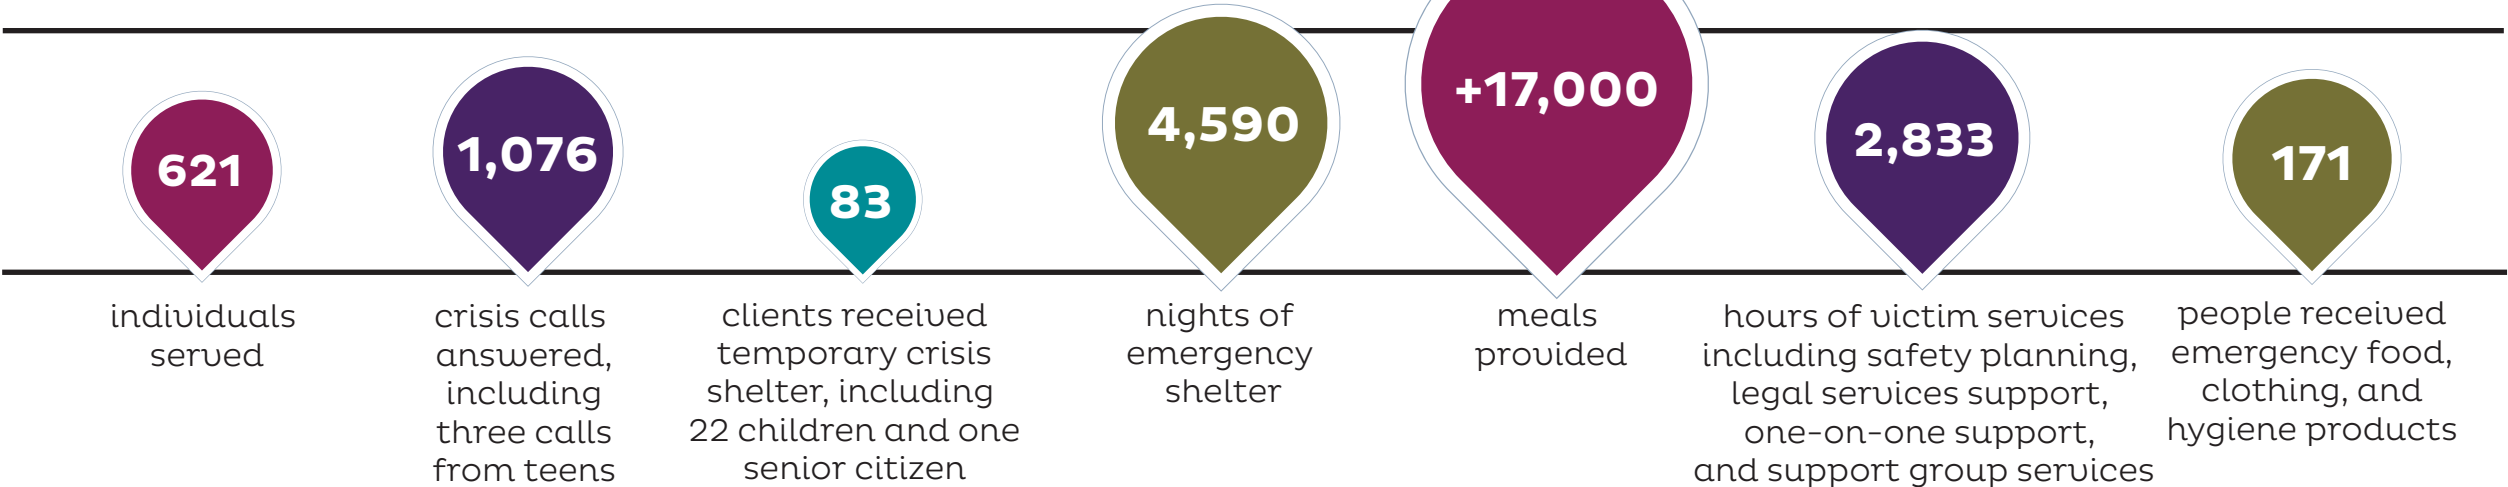 621
individuals
served
1,076
crisis calls
answered,
including
three calls
from teens
83
clients received
temporary crisis
shelter, including
22 children and one
senior citizen
4,590
nights of
emergency
shelter
+17,000
meals
provided
2,833
hours of victim services
including safety planning,
legal services support,
one-on-one support,
and support group services
171
people received
emergency food,
clothing, and
hygiene products